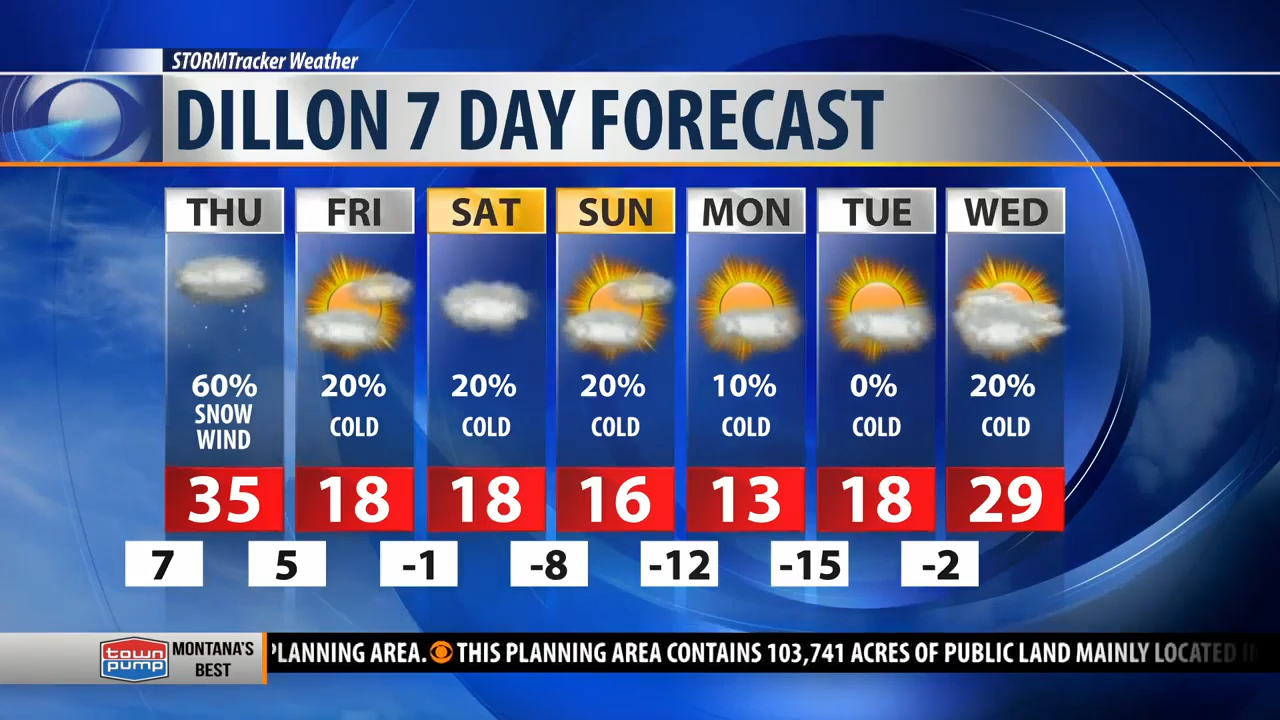 STORMTracker Weather
DILLON 7 DAY FORECAST
THU FRI SAT SUN MON TUE WED
60% 20% 20% 20% 10% 0% 20%
SNOW COLD COLD COLD COLD COLD COLD
WIND
35 18 18 16 13 18 29
7 5 -1 -8 -12 -15 -2
town MONTANA'S
pump BEST
PLANNING AREA. THIS PLANNING AREA CONTAINS 103,741 ACRES OF PUBLIC LAND MAINLY LOCATED